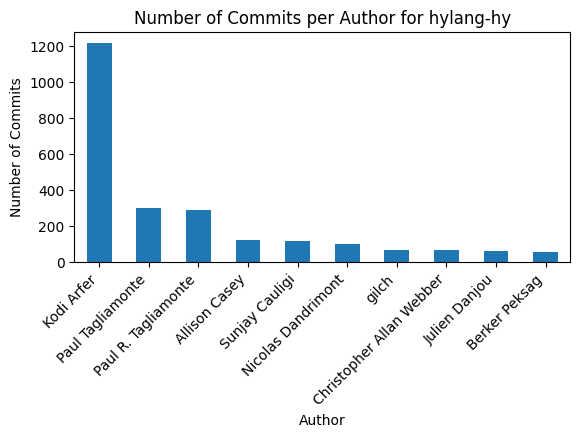 Number of Commits per Author for hylang-hy
Number of Commits
1200
1000
800
600
400
200
0
Kodi Arfer
Paul Tagliamonte
Paul R. Tagliamonte
Allison Casey
Sunjay Cauligi
Nicolas Dandrimont
gilch
Christopher Allan Webber
Julien Danjou
Berker Peksag
Author